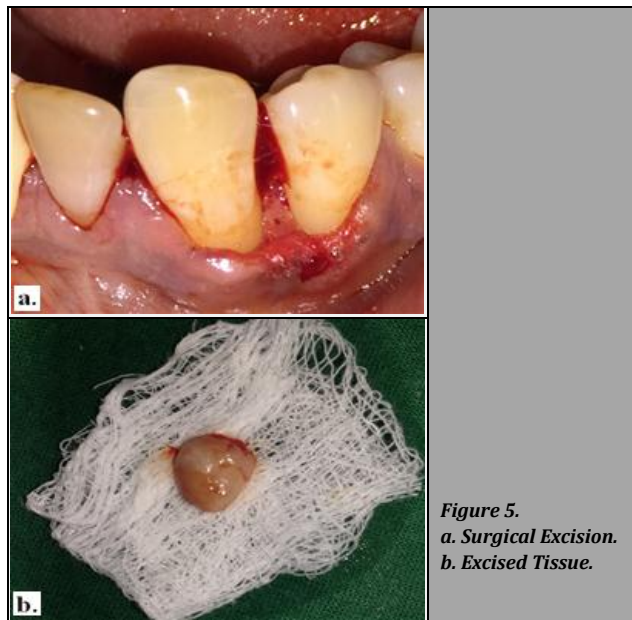 a.
b.
Figure 5.
a. Surgical Excision.
b. Excised Tissue.